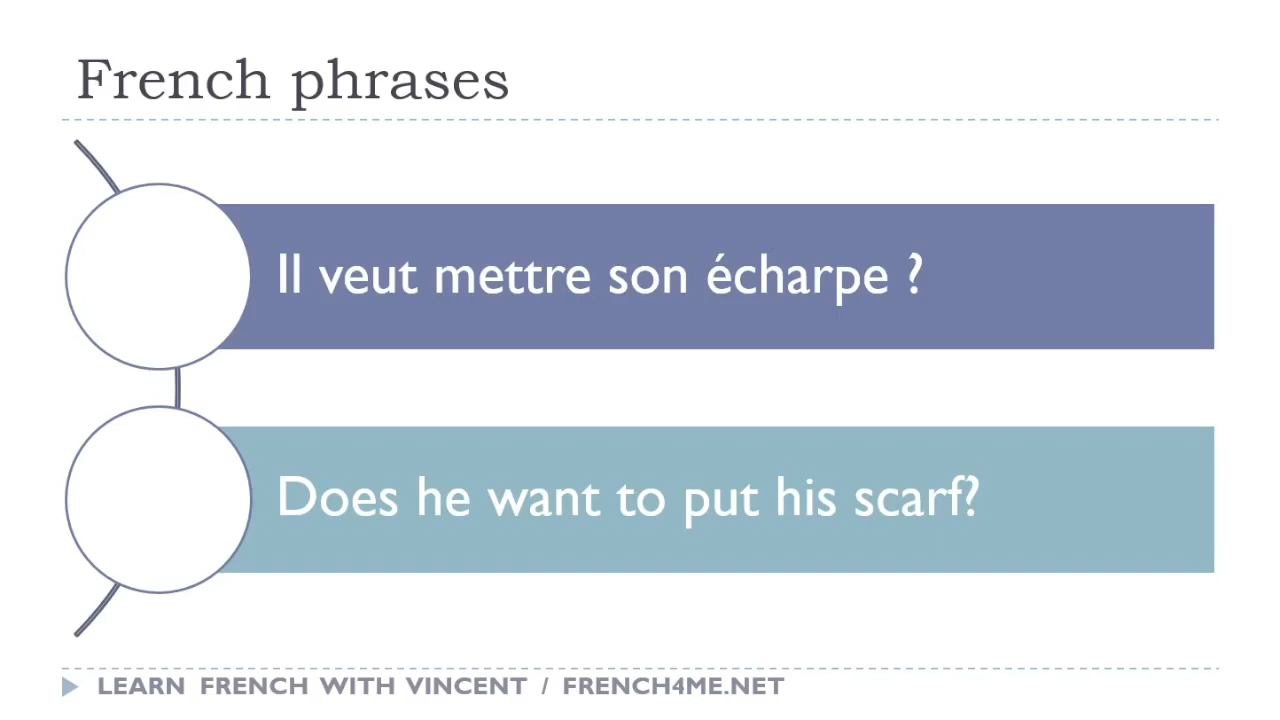 French phrases
Il veut mettre son écharpe ?
Does he want to put his scarf?
LEARN FRENCH WITH VINCENT / FRENCH4ME.NET